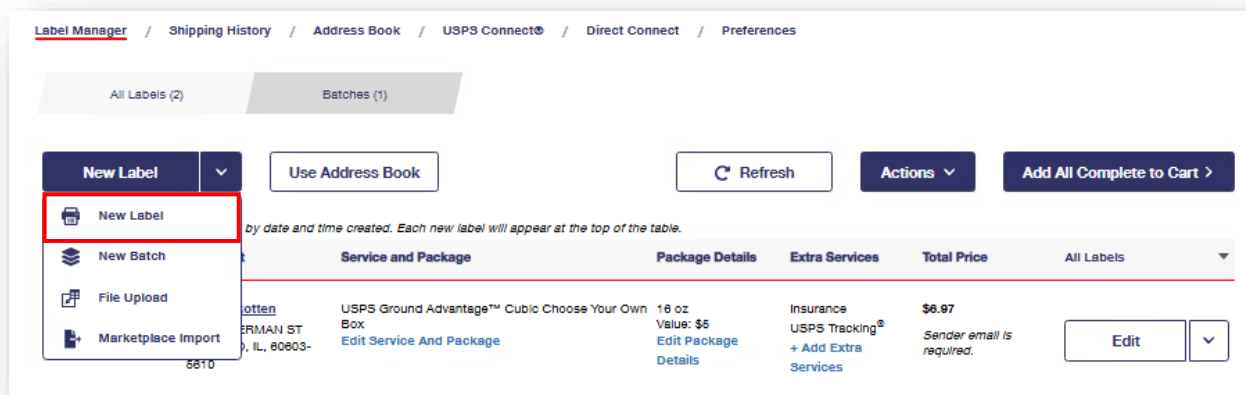 Label Manager / Shipping History / Address Book / USPS Connect® / Direct Connect / Preferences
All Labels (2) Batches (1)
New Label Use Address Book Refresh Actions Add All Complete to Cart >
New Label
by date and time created. Each new label will appear at the top of the table.
New Batch
t Service and Package Package Details Extra Services Total Price All Labels
File Upload
otten USPS Ground Advantage™ Cubic Choose Your Own 16 oz Insurance $6.97
ERMAN ST Box Value: $5 USPS Tracking® Sender email is
Marketplace Import
, IL, 60603- Edit Service And Package Edit Package + Add Extra required. Edit
5610 Details Services